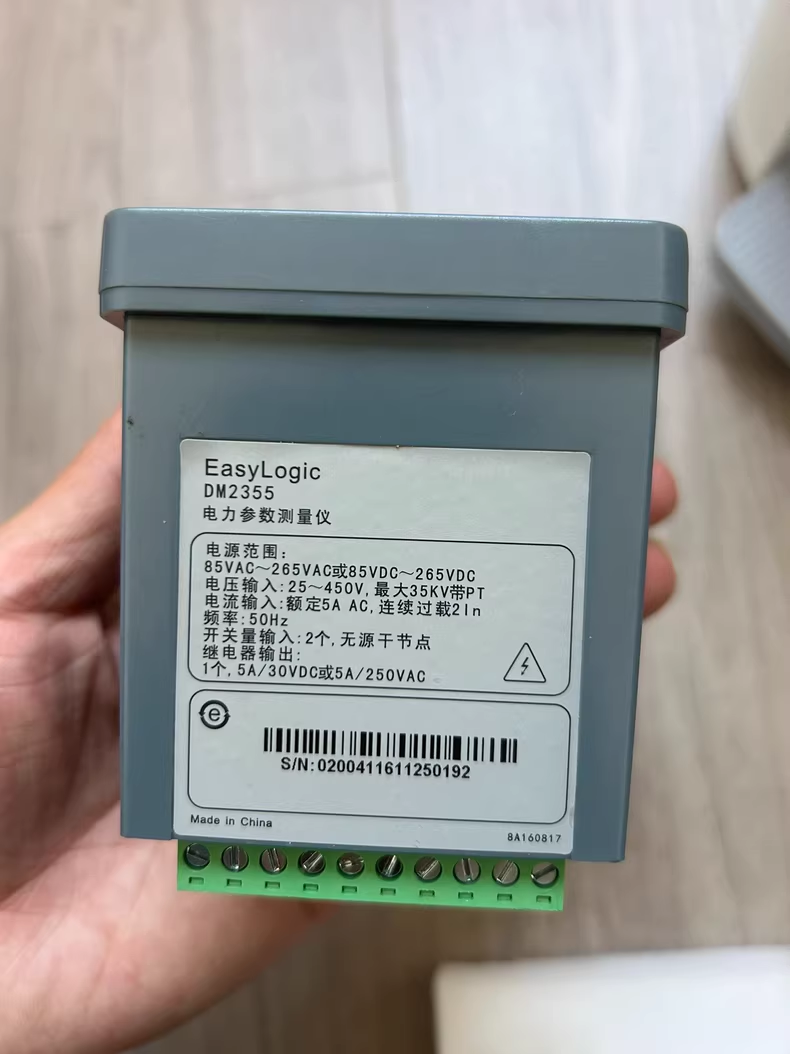 EasyLogic
DM2355
电力参数测量仪
电源范围:
85VAC～265VAC或85VDC～265VDC
电压输入:25～450V,最大35KV带PT
电流输入:额定5A AC,连续过载2In
频率:50Hz
开关量输入:2个,无源干节点
继电器输出:
1个,5A/30VDC或5A/250VAC
e
S/N:0200411611250192
Made in China
8A160817